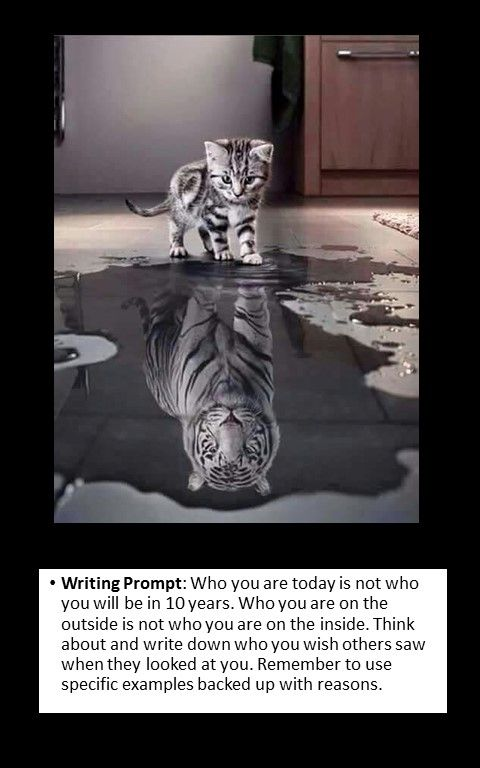 • Writing Prompt: Who you are today is not who
you will be in 10 years. Who you are on the
outside is not who you are on the inside. Think
about and write down who you wish others saw
when they looked at you. Remember to use
specific examples backed up with reasons.